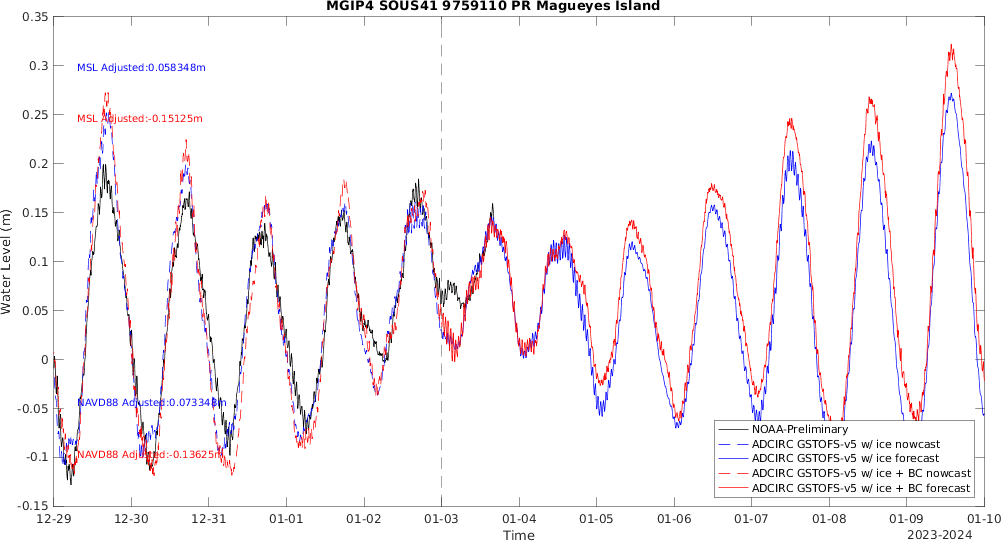 MGIP4 SOUS41 9759110 PR Magueyes Island
0.35
0.3
0.25
0.2
0.15
0.1
0.05
0
-0.05
-0.1
-0.15
Water Level (m)
MSL Adjusted:0.058348m
MSL Adjusted:-0.15125m
NAVD88 Adjusted:0.073348m
NAVD88 Adjusted:-0.13625m
NOAA-Preliminary
ADCIRC GSTOFS-v5 w/ ice nowcast
ADCIRC GSTOFS-v5 w/ ice forecast
ADCIRC GSTOFS-v5 w/ ice + BC nowcast
ADCIRC GSTOFS-v5 w/ ice + BC forecast
12-29 12-30 12-31 01-01 01-02 01-03 01-04 01-05 01-06 01-07 01-08 01-09 01-10
Time
2023-2024